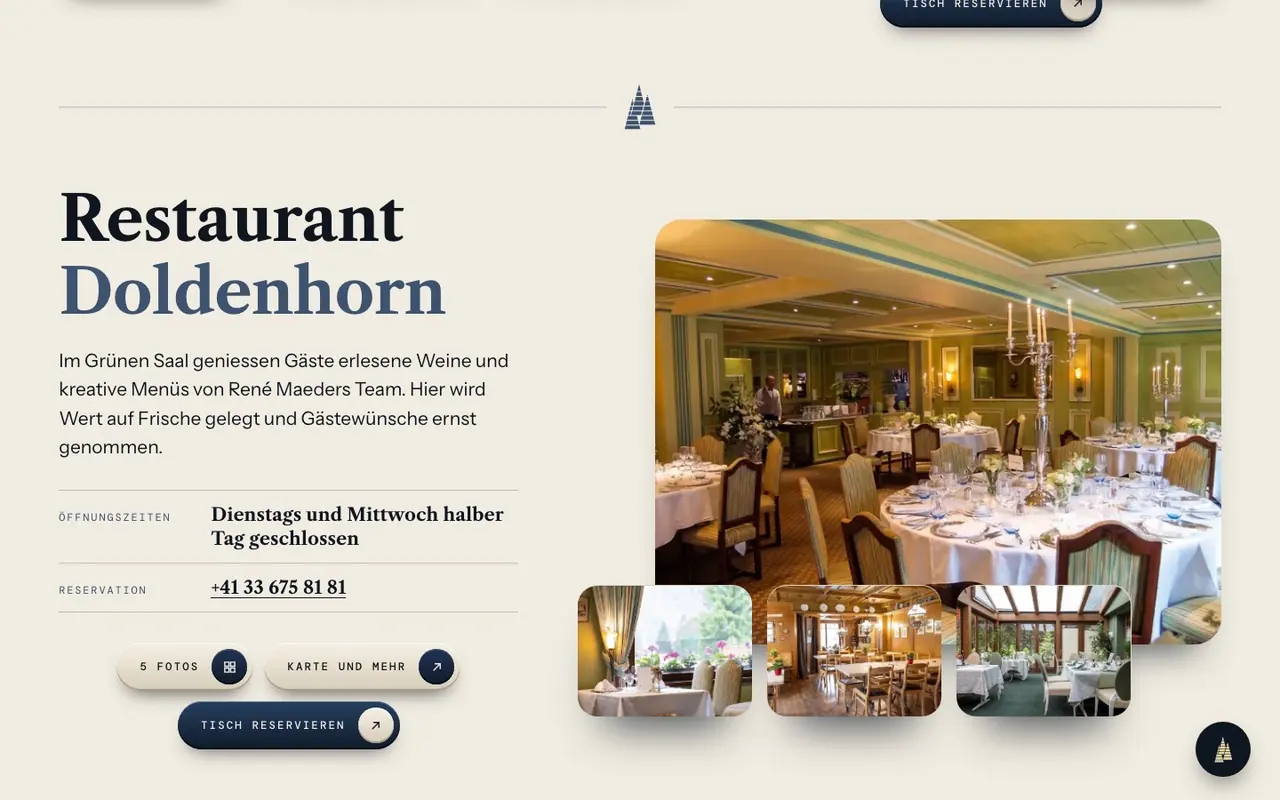 TISCH RESERVIEREN
Restaurant
Doldenhorn
Im Grünen Saal geniessen Gäste erlesene Weine und
kreative Menüs von René Maeders Team. Hier wird
Wert auf Frische gelegt und Gästewünsche ernst
genommen.
ÖFFNUNGSZEITEN
Dienstags und Mittwoch halber
Tag geschlossen
RESERVATION
+41 33 675 81 81
5 FOTOS
KARTE UND MEHR
TISCH RESERVIEREN